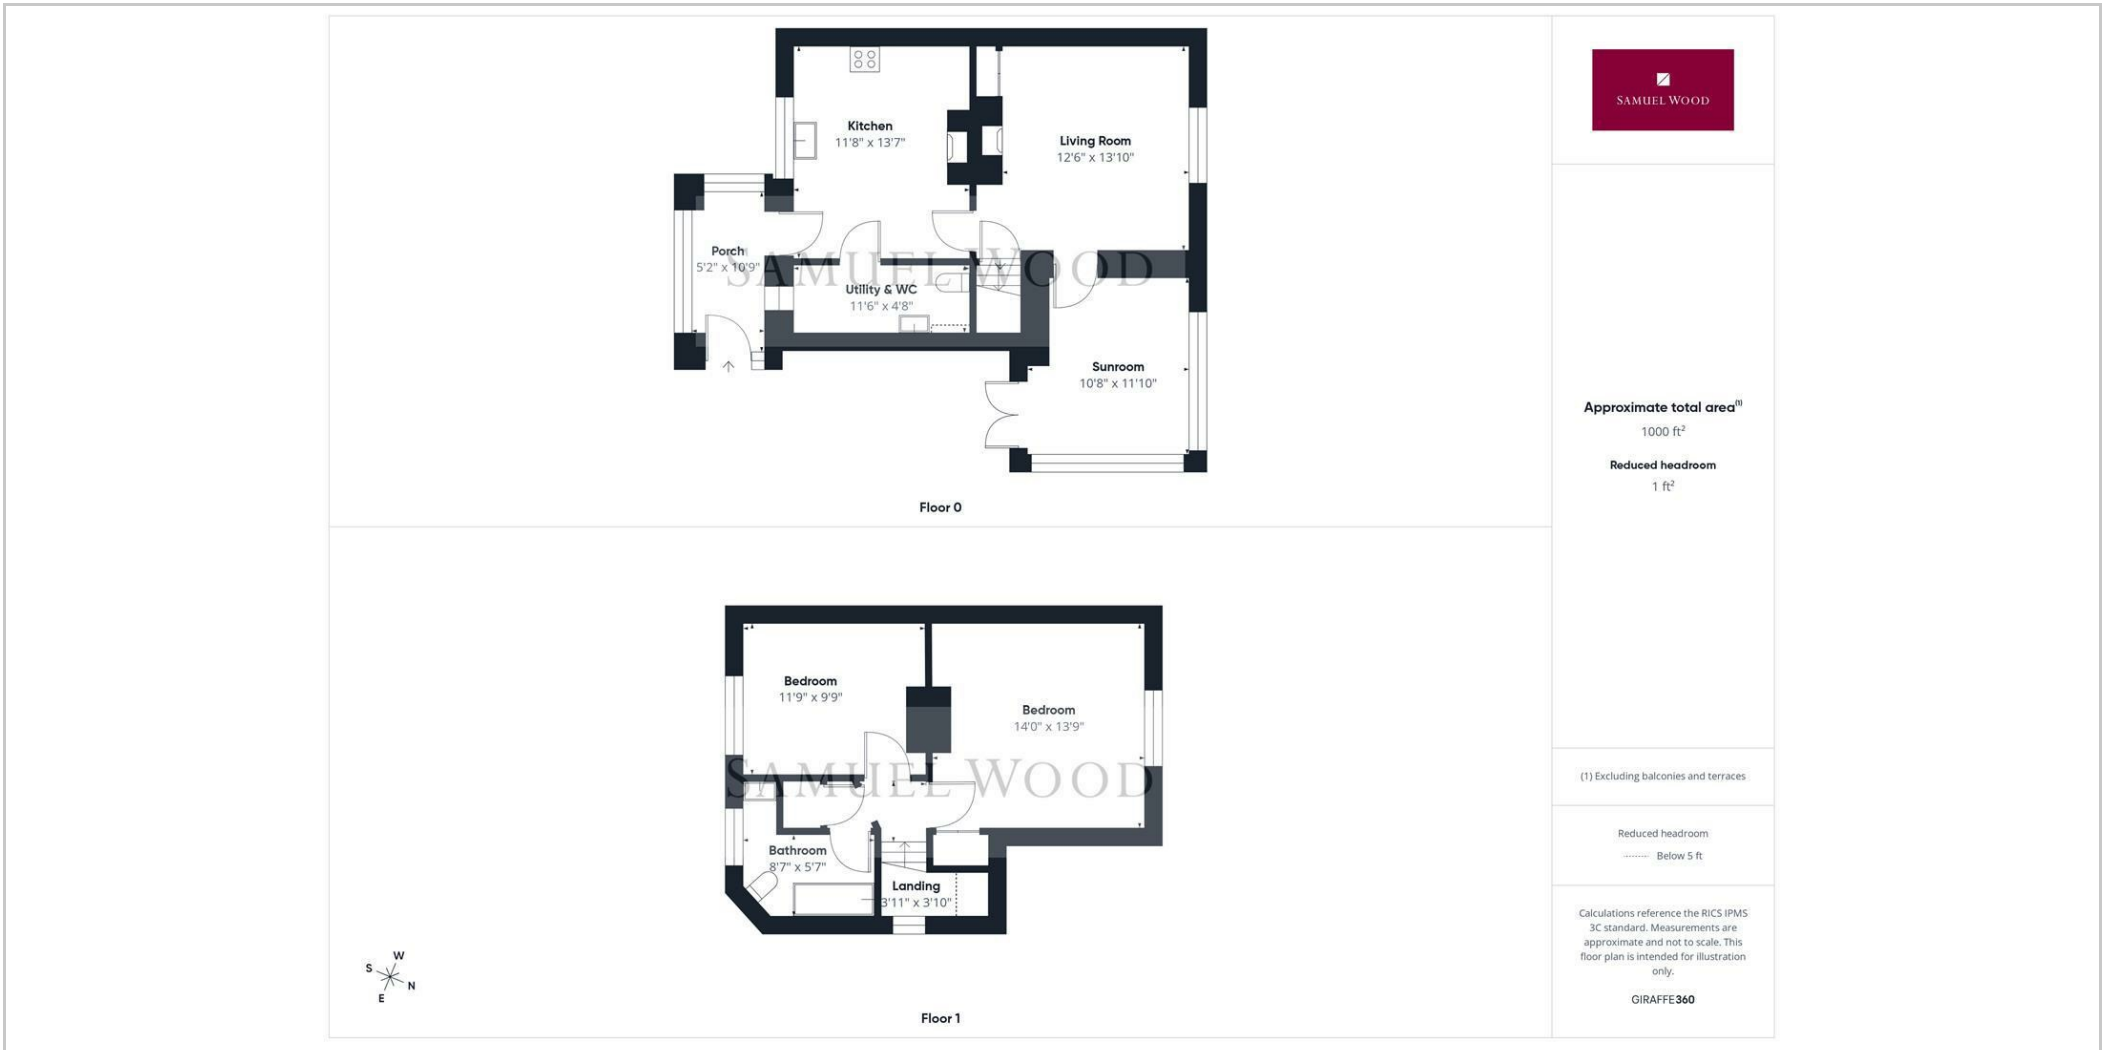 Kitchen
11'8" x 13'7"
Living Room
12'6" x 13'10"
Porch
5'2" x 10'9"
Utility & WC
11'6" x 4'8"
SAMUEL WOOD
Sunroom
10'8" x 11'10"
Floor 0
Bedroom
11'9" x 9'9"
Bedroom
14'0" x 13'9"
SAMUEL WOOD
Bathroom
8'7" x 5'7"
Landing
3'11" x 3'10"
W
S
N
E
Floor 1
SAMUEL WOOD
Approximate total area(1)
1000 ft²
Reduced headroom
1 ft²
(1) Excluding balconies and terraces
Reduced headroom
Below 5 ft
Calculations reference the RICS IPMS
3C standard. Measurements are
approximate and not to scale. This
floor plan is intended for illustration
only.
GIRAFFE360